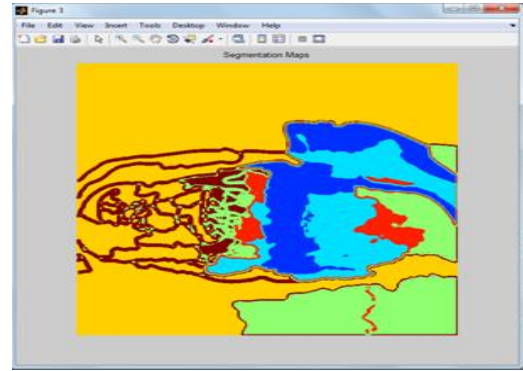 Figure 3
File Edit View Insert Tools Desktop Window Help
Segmentation Maps